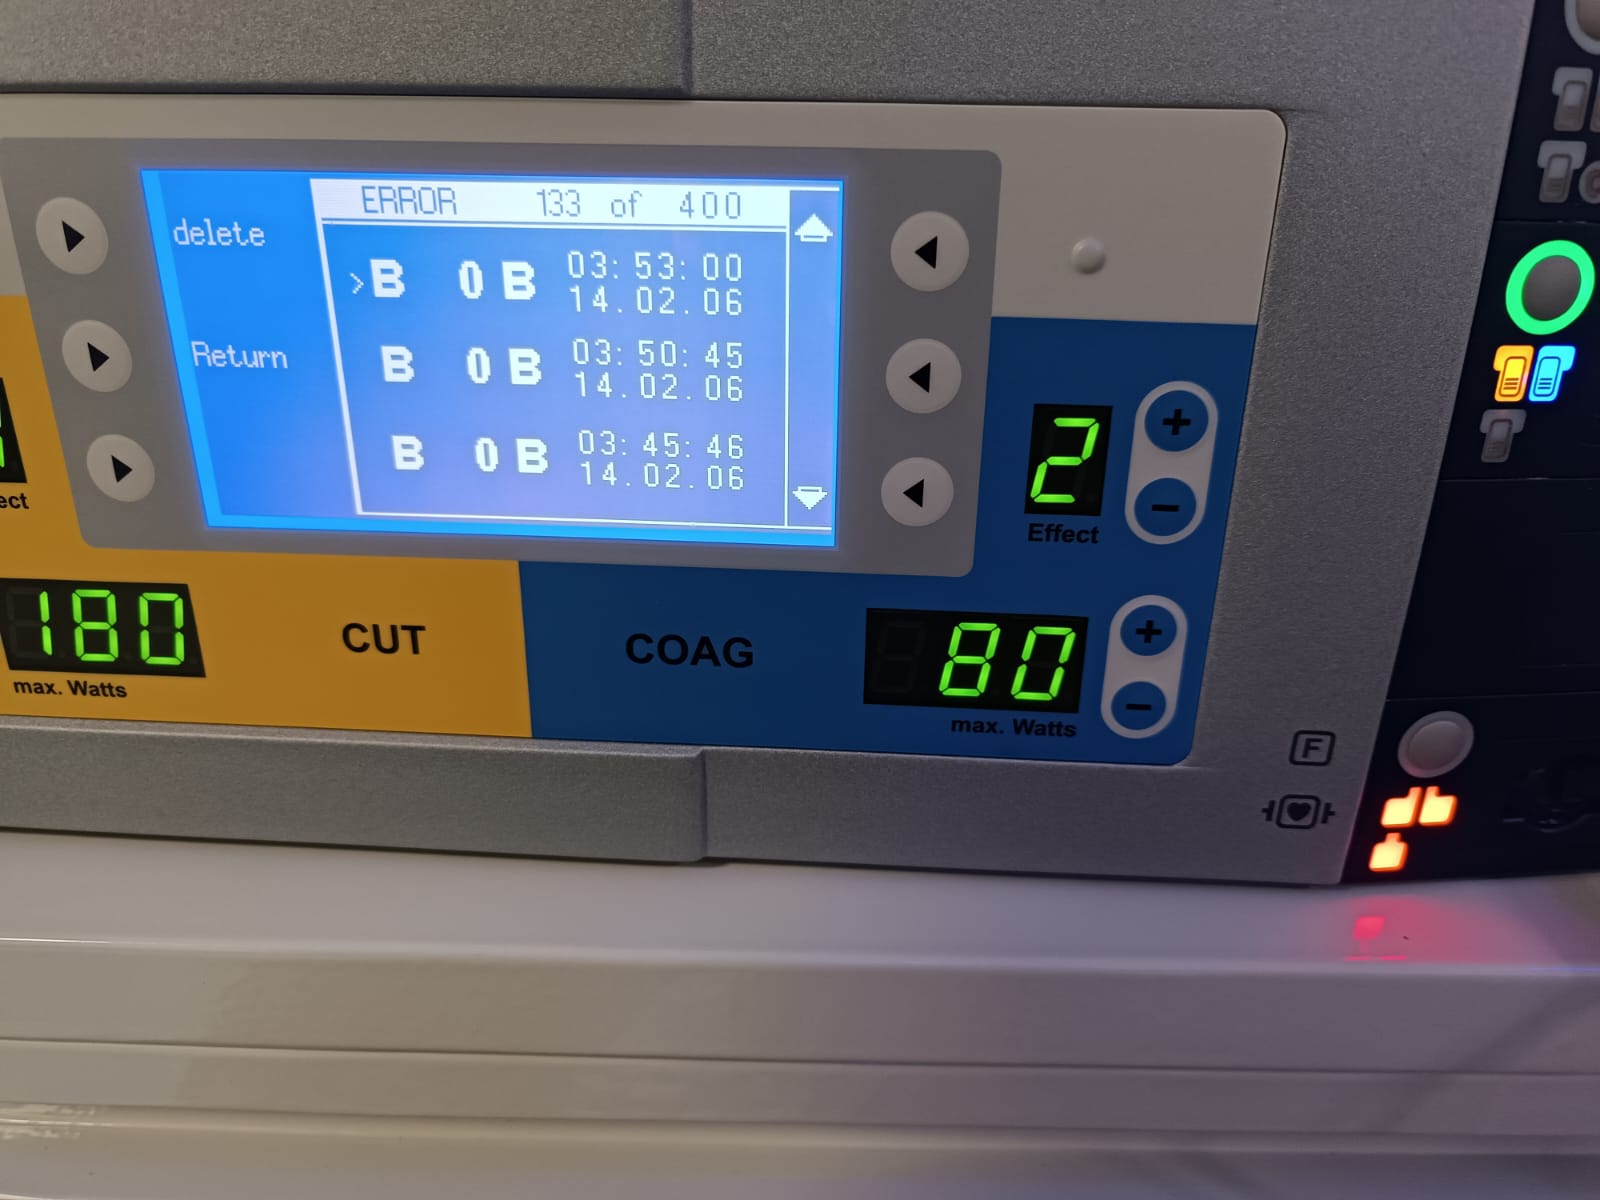 ERROR 133 of 400
delete
>B 0B 03:53:00
14.02.06
Return
B 0B 03:50:45
14.02.06
B 0B 03:45:46
14.02.06
2
Effect
ect
180
max. Watts
CUT
COAG
80
max. Watts
F